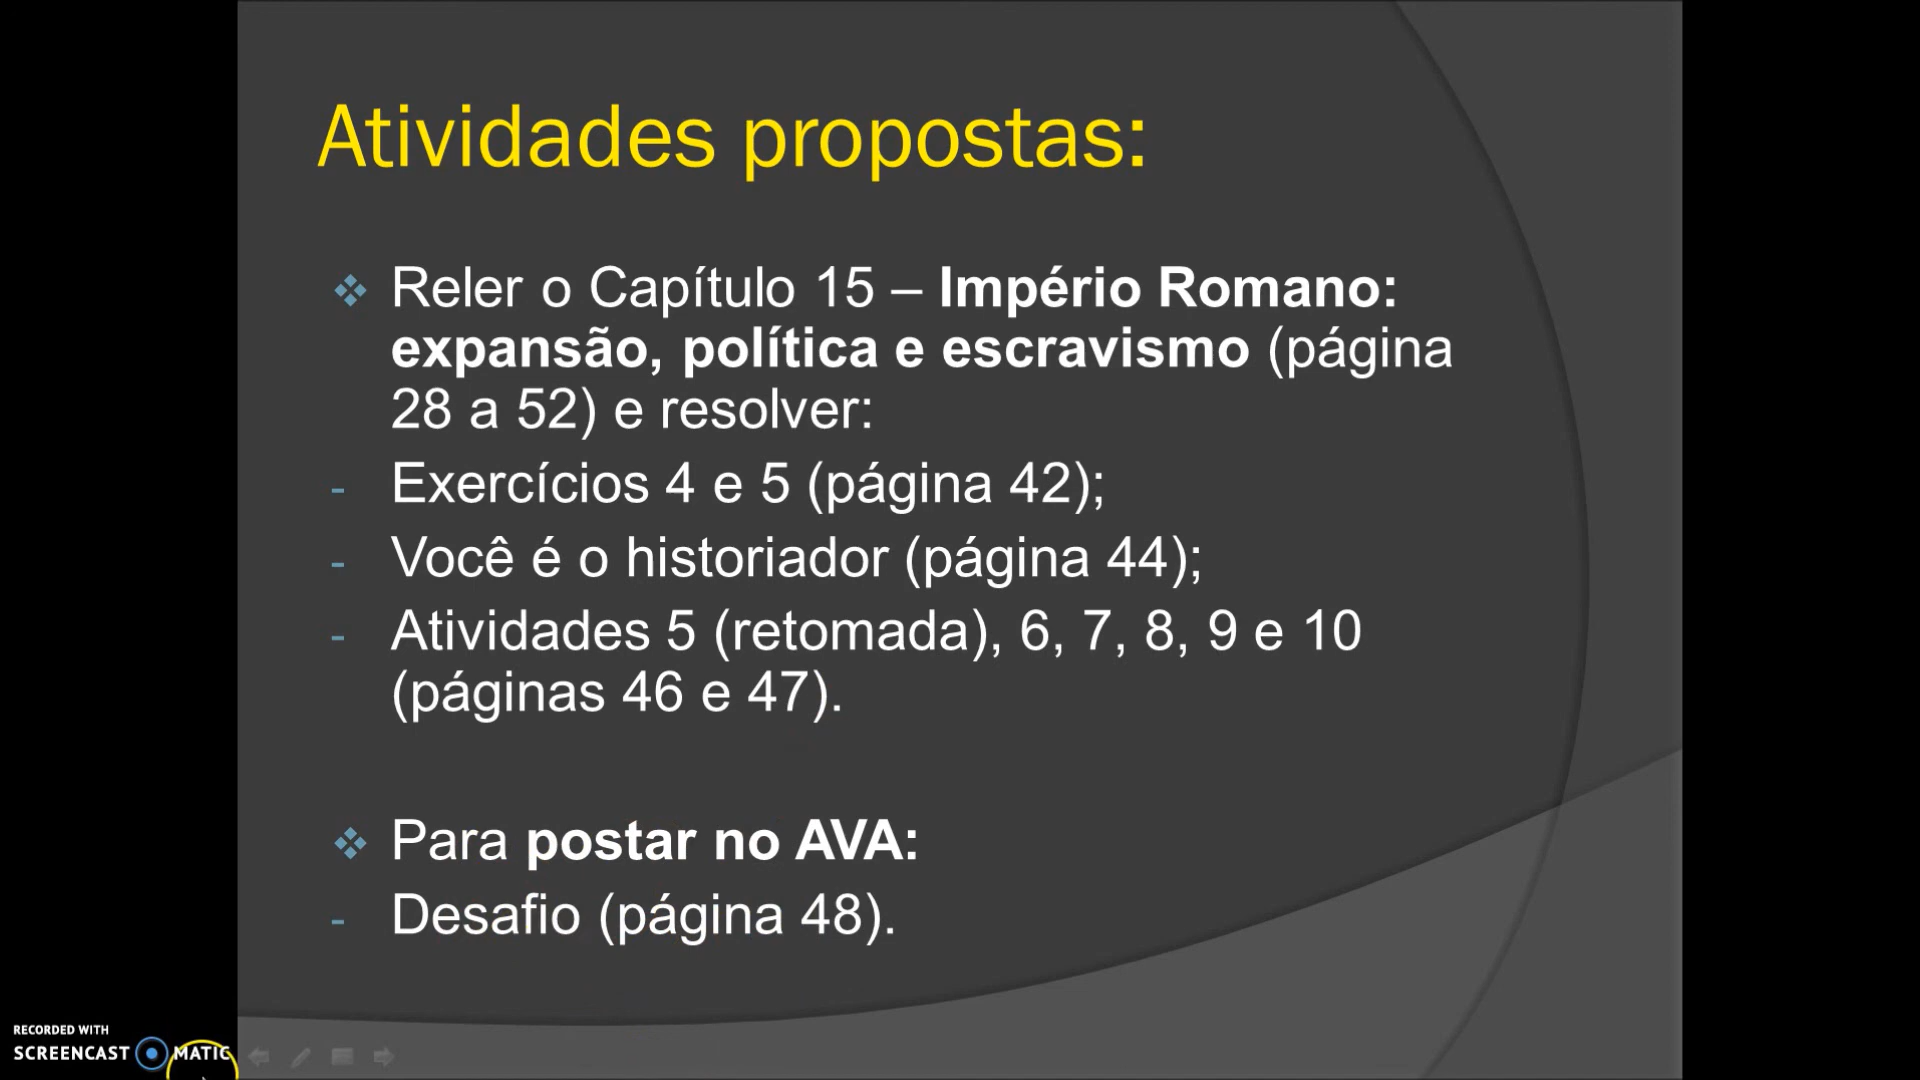 Atividades propostas:
Reler o Capítulo 15 – Império Romano:
expansão, política e escravismo (página
28 a 52) e resolver:
- Exercícios 4 e 5 (página 42);
- Você é o historiador (página 44);
- Atividades 5 (retomada), 6, 7, 8, 9 e 10
(páginas 46 e 47).
Para postar no AVA:
- Desafio (página 48).
RECORDED WITH
SCREENCAST MATIC